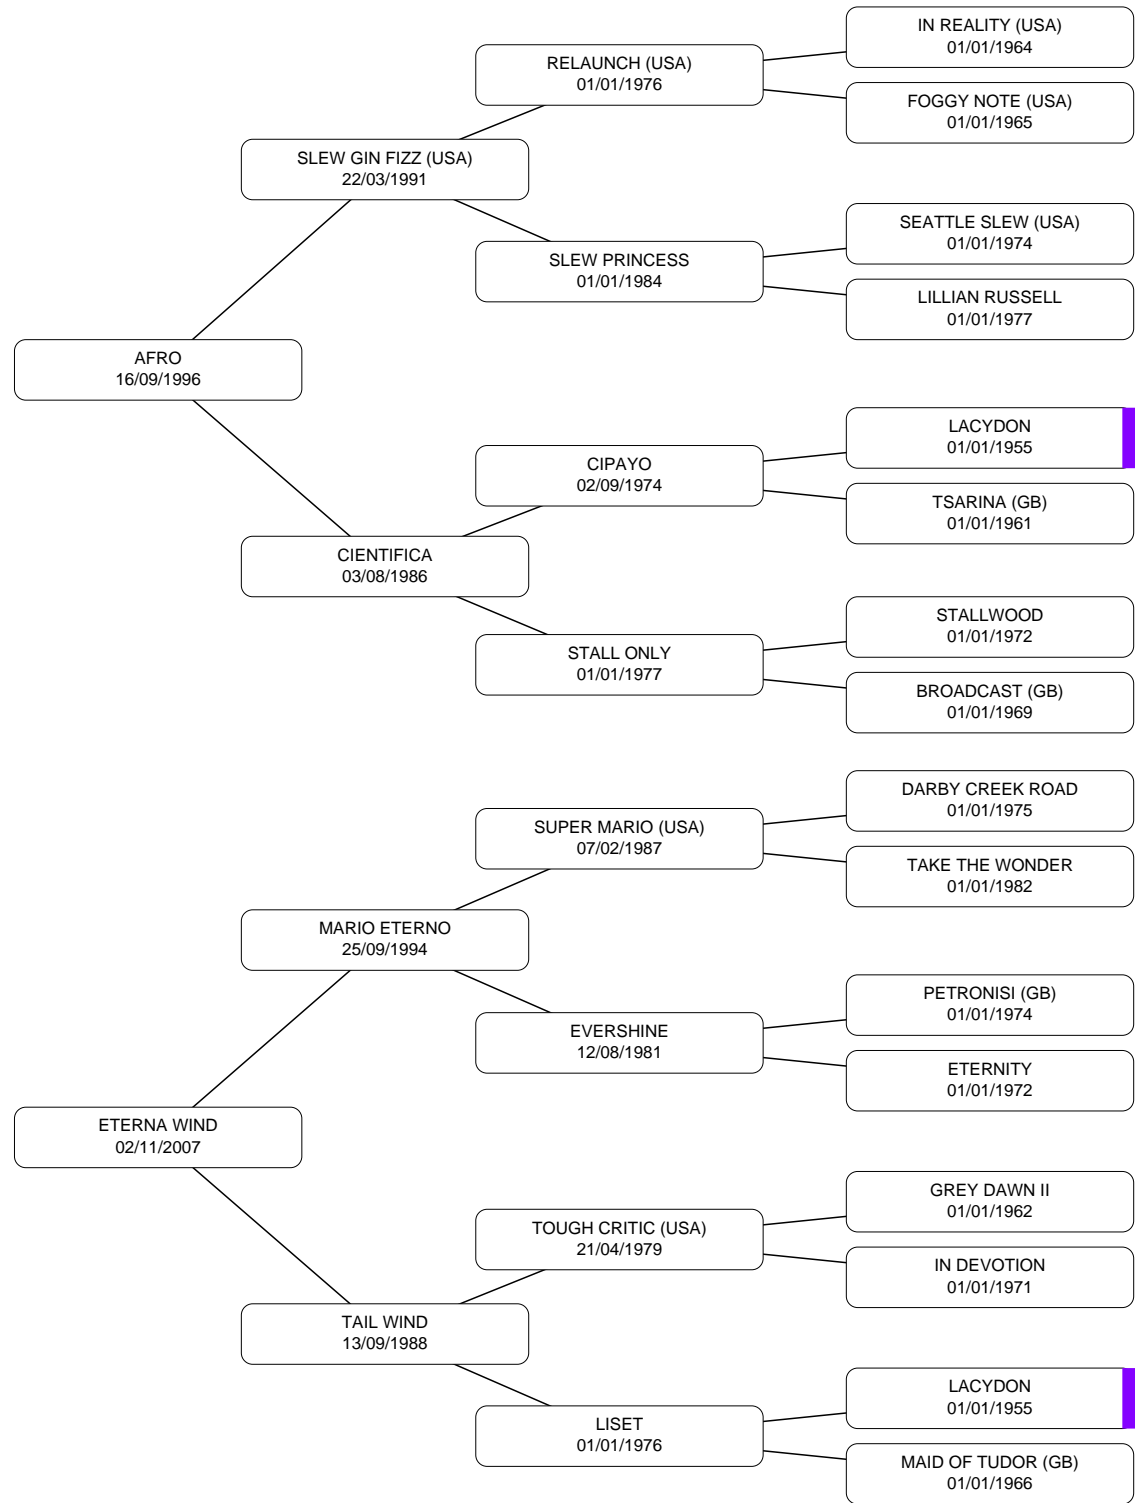 IN REALITY (USA)
01/01/1964
RELAUNCH (USA)
01/01/1976
FOGGY NOTE (USA)
01/01/1965
SLEW GIN FIZZ (USA)
22/03/1991
SEATTLE SLEW (USA)
01/01/1974
SLEW PRINCESS
01/01/1984
LILLIAN RUSSELL
01/01/1977
AFRO
16/09/1996
LACYDON
01/01/1955
CIPAYO
02/09/1974
TSARINA (GB)
01/01/1961
CIENTIFICA
03/08/1986
STALLWOOD
01/01/1972
STALL ONLY
01/01/1977
BROADCAST (GB)
01/01/1969
DARBY CREEK ROAD
01/01/1975
SUPER MARIO (USA)
07/02/1987
TAKE THE WONDER
01/01/1982
MARIO ETERNO
25/09/1994
PETRONISI (GB)
01/01/1974
EVERSHINE
12/08/1981
ETERNITY
01/01/1972
ETERNA WIND
02/11/2007
GREY DAWN II
01/01/1962
TOUGH CRITIC (USA)
21/04/1979
IN DEVOTION
01/01/1971
TAIL WIND
13/09/1988
LACYDON
01/01/1955
LISET
01/01/1976
MAID OF TUDOR (GB)
01/01/1966